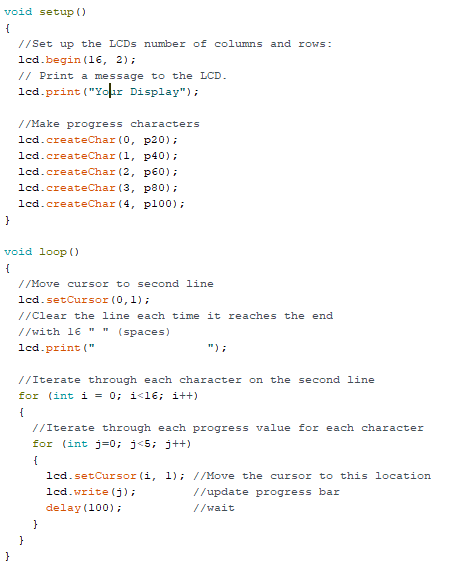 void setup()
{
  //Set up the LCDs number of columns and rows:
  lcd.begin(16, 2);
  // Print a message to the LCD.
  lcd.print("Your Display");

  //Make progress characters
  lcd.createChar(0, p20);
  lcd.createChar(1, p40);
  lcd.createChar(2, p60);
  lcd.createChar(3, p80);
  lcd.createChar(4, p100);
}

void loop()
{
  //Move cursor to second line
  lcd.setCursor(0,1);
  //Clear the line each time it reaches the end
  //with 16 " " (spaces)
  lcd.print("                ");

  //Iterate through each character on the second line
  for (int i = 0; i<16; i++)
  {
    //Iterate through each progress value for each character
    for (int j=0; j<5; j++)
    {
      lcd.setCursor(i, 1); //Move the cursor to this location
      lcd.write(j);        //update progress bar
      delay(100);          //wait
    }
  }
}